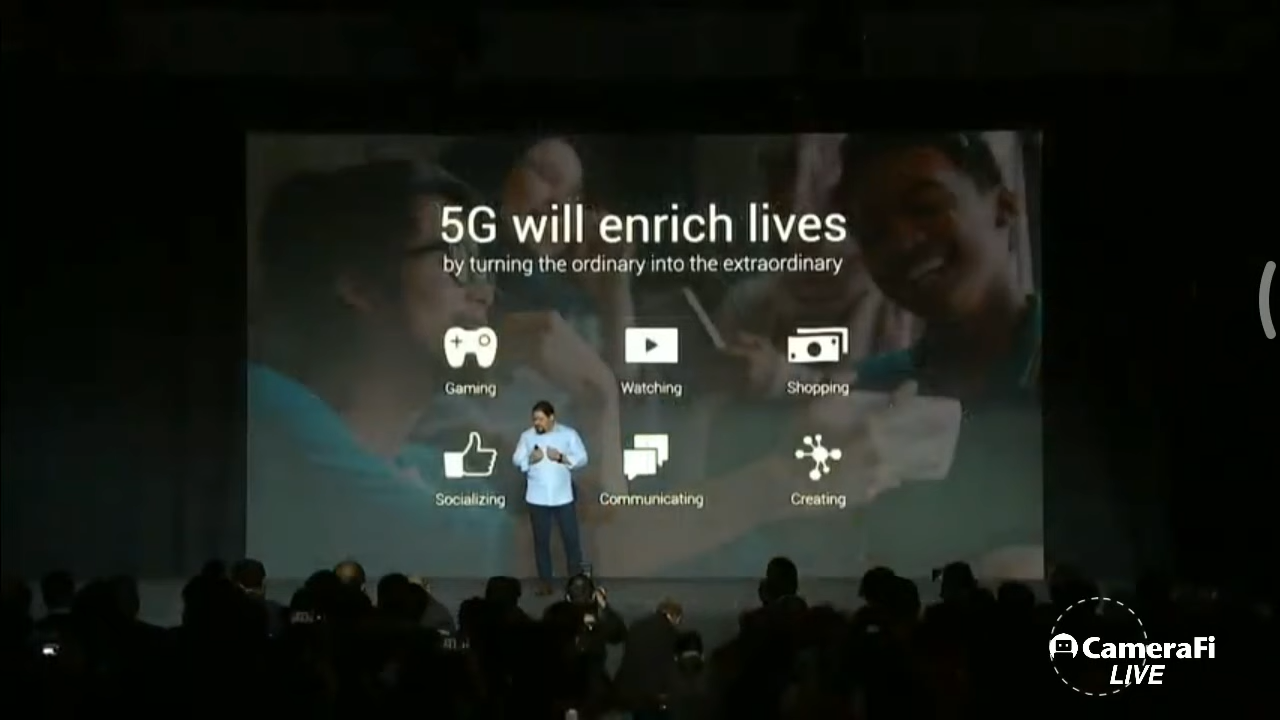 5G will enrich lives
by turning the ordinary into the extraordinary
Gaming
Watching
Shopping
Socializing
Communicating
Creating
CameraFi
LIVE